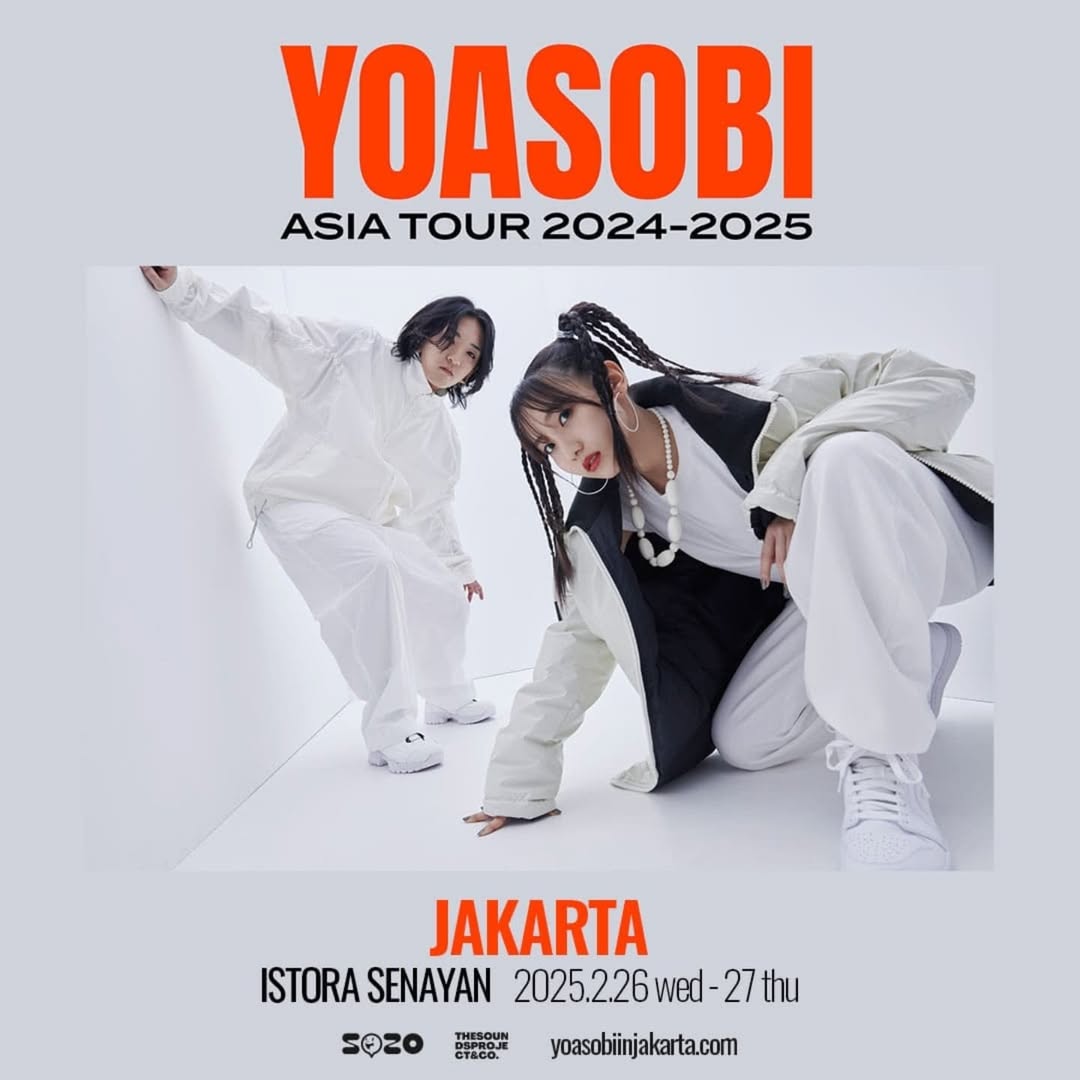 YOASOBI
ASIA TOUR 2024-2025
JAKARTA
ISTORA SENAYAN 2025.2.26 wed - 27 thu
SOZO
THESOUN
DSPROJE
CT&CO.
yoasobiinjakarta.com